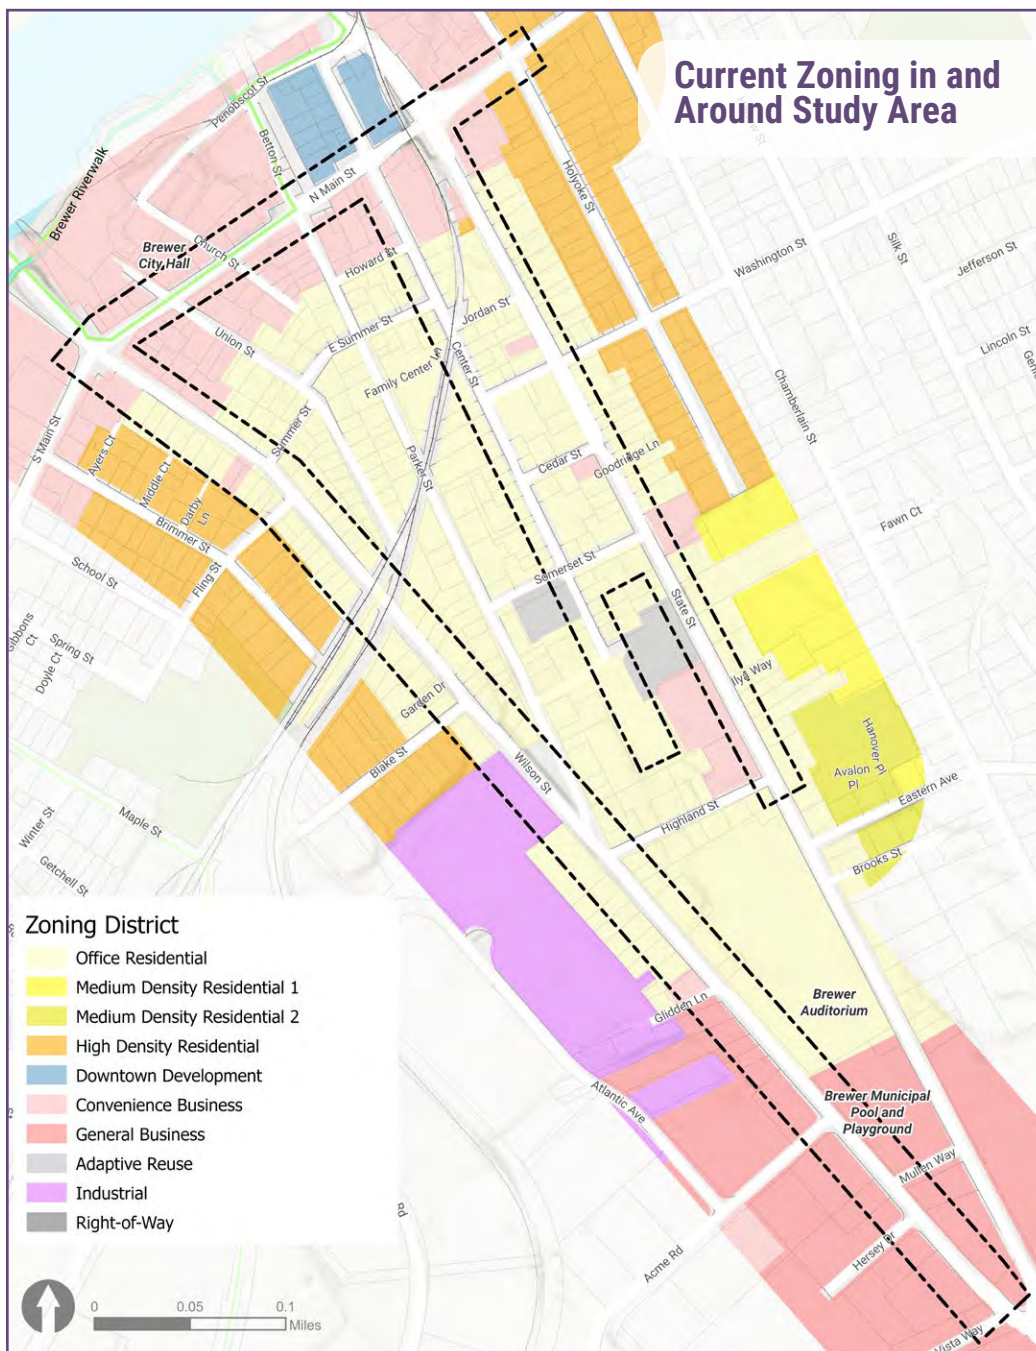 Current Zoning in and
Around Study Area
Penobscot St
Betton St
N Main St
Brewer Riverwalk
Brewer
City Hall
Church St
Howard St
Holyoke St
Washington St
Silk St
Jefferson St
Lincoln St
Union St
E Summer St
Jordan St
Family Center Ln
Center St
Chamberlain St
S Main St
Summer St
Ayers Ct
Middle Ct
Darby
Ln
Brimmer St
Parker St
Cedar St
Goodridge Ln
Fawn Ct
School St
Fling St
Somerset St
State St
Gibbons
Ct
Doyle Ct
Spring St
Garden Dr
Blake St
Wilson St
Hanover Pl
Avalon
Pl
Eastern Ave
Highland St
Brooks St
Winter St
Maple St
Getchell St
Glidden Ln
Brewer
Auditorium
Atlantic Ave
Brewer Municipal
Pool and
Playground
Mullen Way
Hersey Dr
Acme Rd
Rd
Vista Way
Zoning District
Office Residential
Medium Density Residential 1
Medium Density Residential 2
High Density Residential
Downtown Development
Convenience Business
General Business
Adaptive Reuse
Industrial
Right-of-Way
0 0.05 0.1
Miles